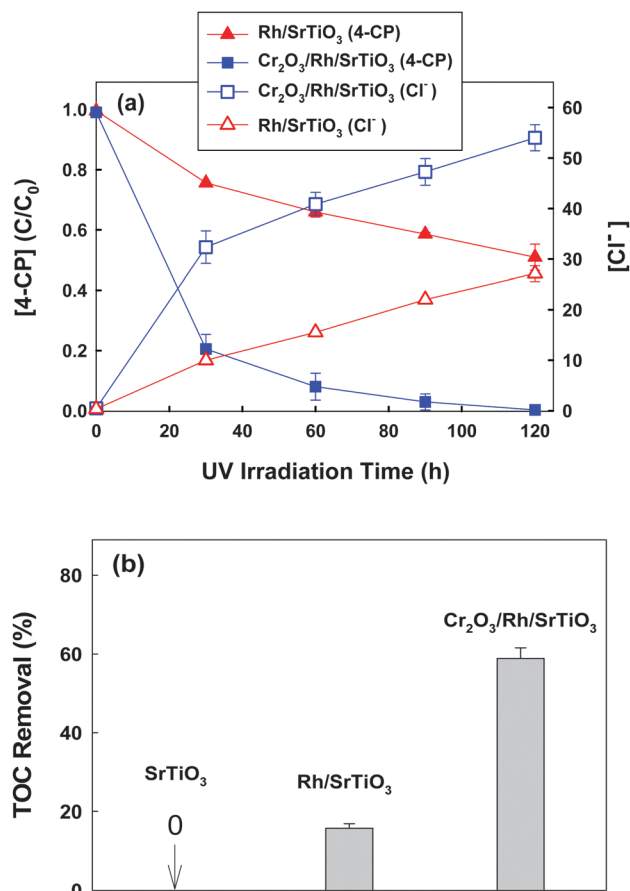 Rh/SrTiO₃ (4-CP)
Cr₂O₃/Rh/SrTiO₃ (4-CP)
Cr₂O₃/Rh/SrTiO₃ (Cl⁻)
Rh/SrTiO₃ (Cl⁻)
(a)
[4-CP] (C/C₀)
1.0
0.8
0.6
0.4
0.2
0.0
60
50
40
30
20
10
0
[Cl⁻]
0 20 40 60 80 100 120
UV Irradiation Time (h)
(b)
TOC Removal (%)
80
60
40
20
0
SrTiO₃
0
Rh/SrTiO₃
Cr₂O₃/Rh/SrTiO₃